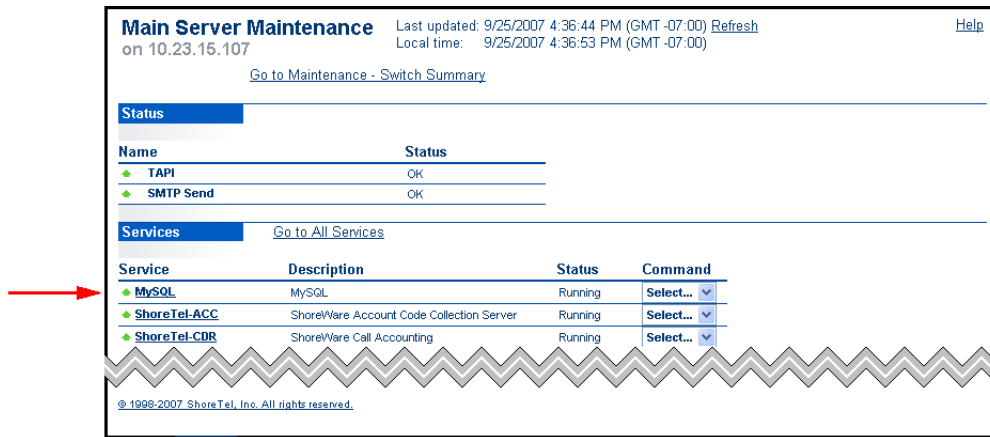 Main Server Maintenance
Last updated: 9/25/2007 4:36:44 PM (GMT -07:00) Refresh
Help
on 10.23.15.107
Local time: 9/25/2007 4:36:53 PM (GMT -07:00)
Go to Maintenance - Switch Summary
Status
Name Status
TAPI OK
SMTP Send OK
Services Go to All Services
Service Description Status Command
MySQL MySQL Running Select...
ShoreTel-ACC ShoreWare Account Code Collection Server Running Select...
ShoreTel-CDR ShoreWare Call Accounting Running Select...
© 1998-2007 ShoreTel, Inc. All rights reserved.